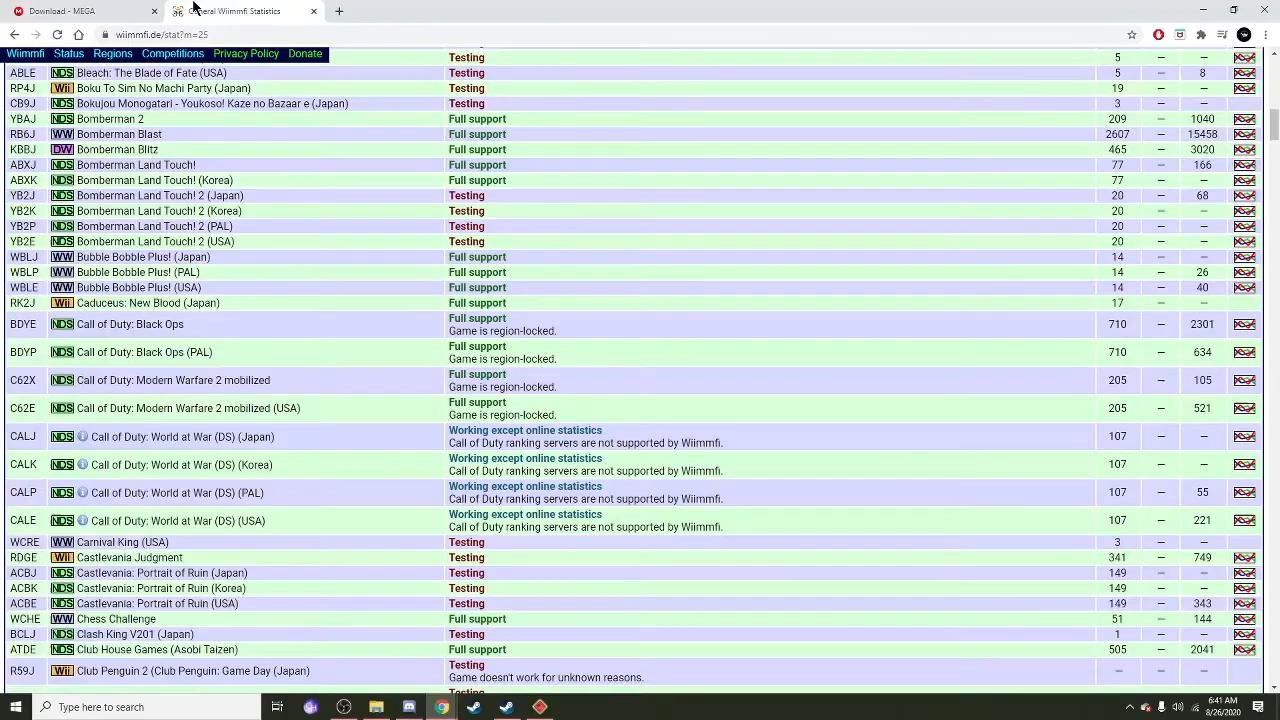 Download - MEGA
General Wiimmfi Statistics
wiimmfi.de/stat?m=25
Wiimmfi Status Regions Competitions Privacy Policy Donate
Testing 5 — —
ABLE NDS Bleach: The Blade of Fate (USA) Testing 5 — 8
RP4J Wii Boku To Sim No Machi Party (Japan) Testing 19 — —
CB9J NDS Bokujou Monogatari - Youkoso! Kaze no Bazaar e (Japan) Testing 3 — —
YBAJ NDS Bomberman 2 Full support 209 — 1040
RB6J WW Bomberman Blast Full support 2607 — 15458
KBBJ DW Bomberman Blitz Full support 465 — 3020
ABXJ NDS Bomberman Land Touch! Full support 77 — 166
ABXK NDS Bomberman Land Touch! (Korea) Full support 77 — —
YB2J NDS Bomberman Land Touch! 2 (Japan) Testing 20 — 68
YB2K NDS Bomberman Land Touch! 2 (Korea) Testing 20 — —
YB2P NDS Bomberman Land Touch! 2 (PAL) Testing 20 — —
YB2E NDS Bomberman Land Touch! 2 (USA) Testing 20 — —
WBLJ WW Bubble Bobble Plus! (Japan) Full support 14 — —
WBLP WW Bubble Bobble Plus! (PAL) Full support 14 — 26
WBLE WW Bubble Bobble Plus! (USA) Full support 14 — 40
RK2J Wii Caduceus: New Blood (Japan) Full support 17 — —
BDYE NDS Call of Duty: Black Ops Full support 710 — 2301
Game is region-locked.
BDYP NDS Call of Duty: Black Ops (PAL) Full support 710 — 634
Game is region-locked.
C62X NDS Call of Duty: Modern Warfare 2 mobilized Full support 205 — 105
Game is region-locked.
C62E NDS Call of Duty: Modern Warfare 2 mobilized (USA) Full support 205 — 521
Game is region-locked.
CALJ NDS Call of Duty: World at War (DS) (Japan) Working except online statistics 107 — —
Call of Duty ranking servers are not supported by Wiimmfi.
CALK NDS Call of Duty: World at War (DS) (Korea) Working except online statistics 107 — —
Call of Duty ranking servers are not supported by Wiimmfi.
CALP NDS Call of Duty: World at War (DS) (PAL) Working except online statistics 107 — 55
Call of Duty ranking servers are not supported by Wiimmfi.
CALE NDS Call of Duty: World at War (DS) (USA) Working except online statistics 107 — 221
Call of Duty ranking servers are not supported by Wiimmfi.
WCRE WW Carnival King (USA) Testing 3 — —
RDGE Wii Castlevania Judgment Testing 341 — 749
ACBJ NDS Castlevania: Portrait of Ruin (Japan) Testing 149 — —
ACBK NDS Castlevania: Portrait of Ruin (Korea) Testing 149 — —
ACBE NDS Castlevania: Portrait of Ruin (USA) Testing 149 — 343
WCHE WW Chess Challenge Full support 51 — 144
BCLJ NDS Clash King V201 (Japan) Testing 1 — —
ATDE NDS Club House Games (Asobi Taizen) Full support 505 — 2041
R59J Wii Club Penguin 2 (Club Penguin: Game Day (Japan) Testing — — —
Game doesn't work for unknown reasons.
Testing
Type here to search
6:41 AM
8/26/2020